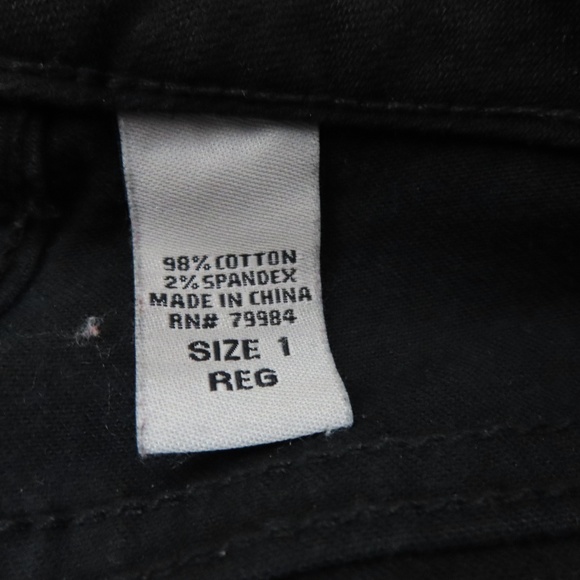 98% COTTON
2% SPANDEX
MADE IN CHINA
RN# 79984
SIZE 1
REG